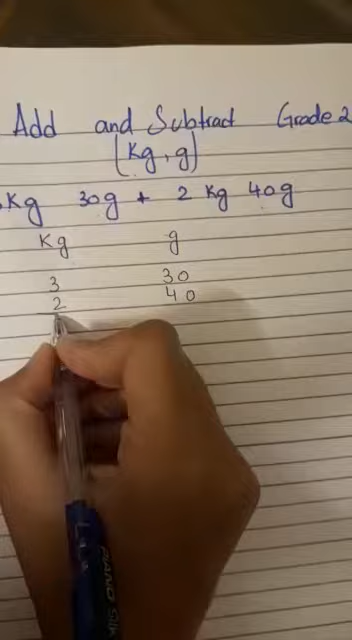 Add and Subtract Grade 2
(Kg, g)
Kg 30g + 2 Kg 40g
Kg g
3 30
2 40